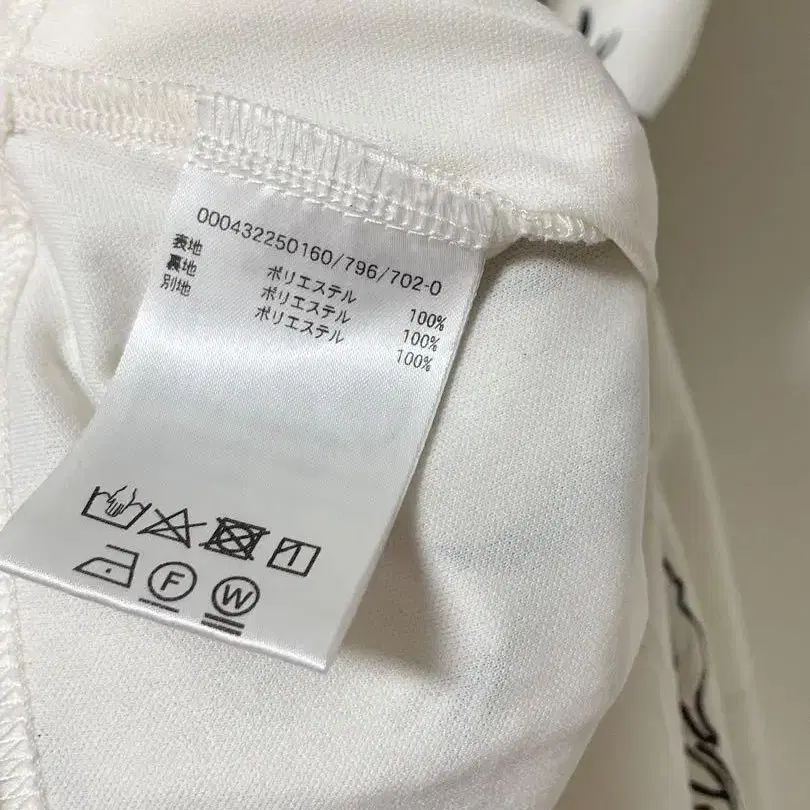 000432250160/796/702-0
表地 ポリエステル 100%
裏地 ポリエステル 100%
別地 ポリエステル 100%
F W